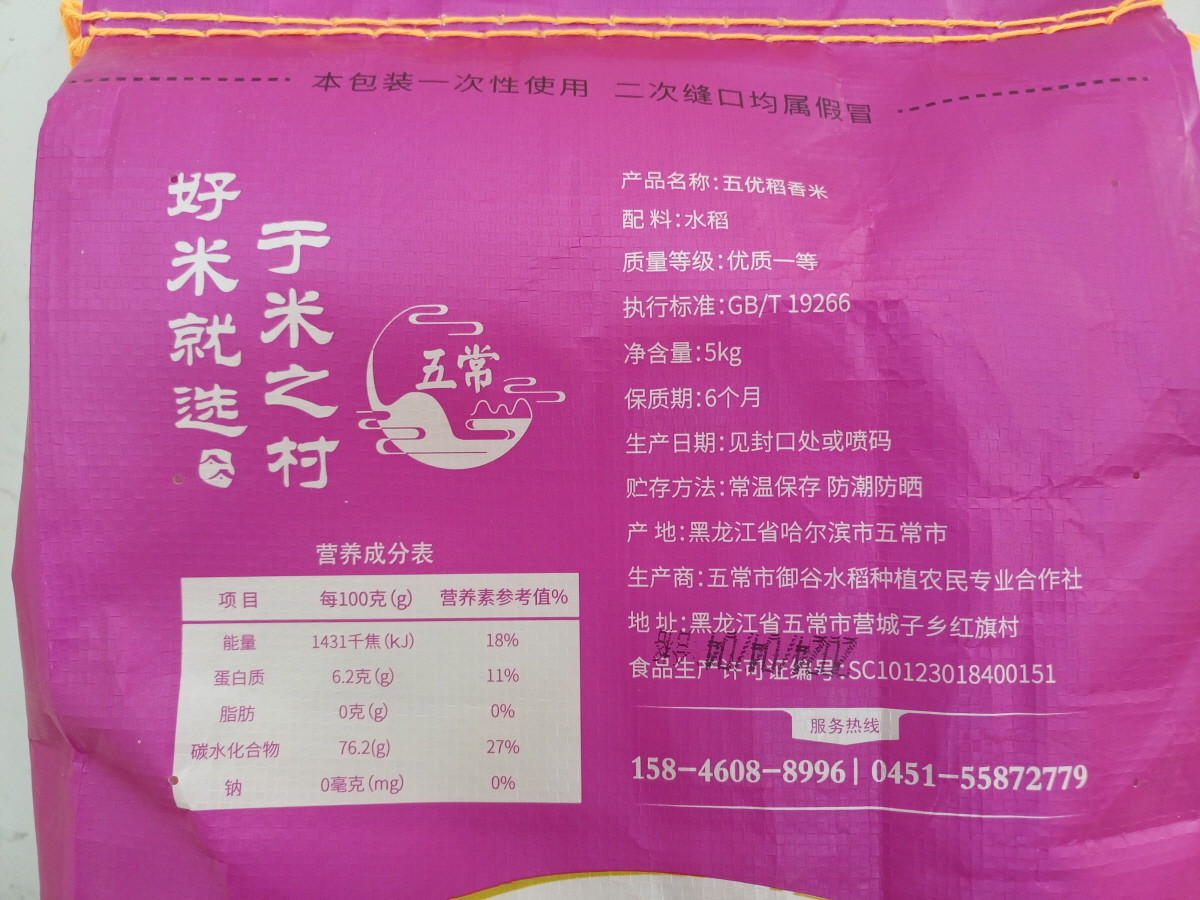 本包装一次性使用 二次缝口均属假冒
好米就选
于米之村
五常
产品名称:五优稻香米
配 料:水稻
质量等级:优质一等
执行标准:GB/T 19266
净含量:5kg
保质期:6个月
生产日期:见封口处或喷码
贮存方法:常温保存 防潮防晒
产 地:黑龙江省哈尔滨市五常市
生产商:五常市御谷水稻种植农民专业合作社
地 址:黑龙江省五常市营城子乡红旗村
食品生产许可证编号:SC10123018400151
服务热线
158-4608-8996| 0451-55872779
营养成分表
项 目 每100克(g) 营养素参考值%
能量 1431千焦(kJ) 18%
蛋白质 6.2克(g) 11%
脂肪 0克(g) 0%
碳水化合物 76.2(g) 27%
钠 0毫克(mg) 0%